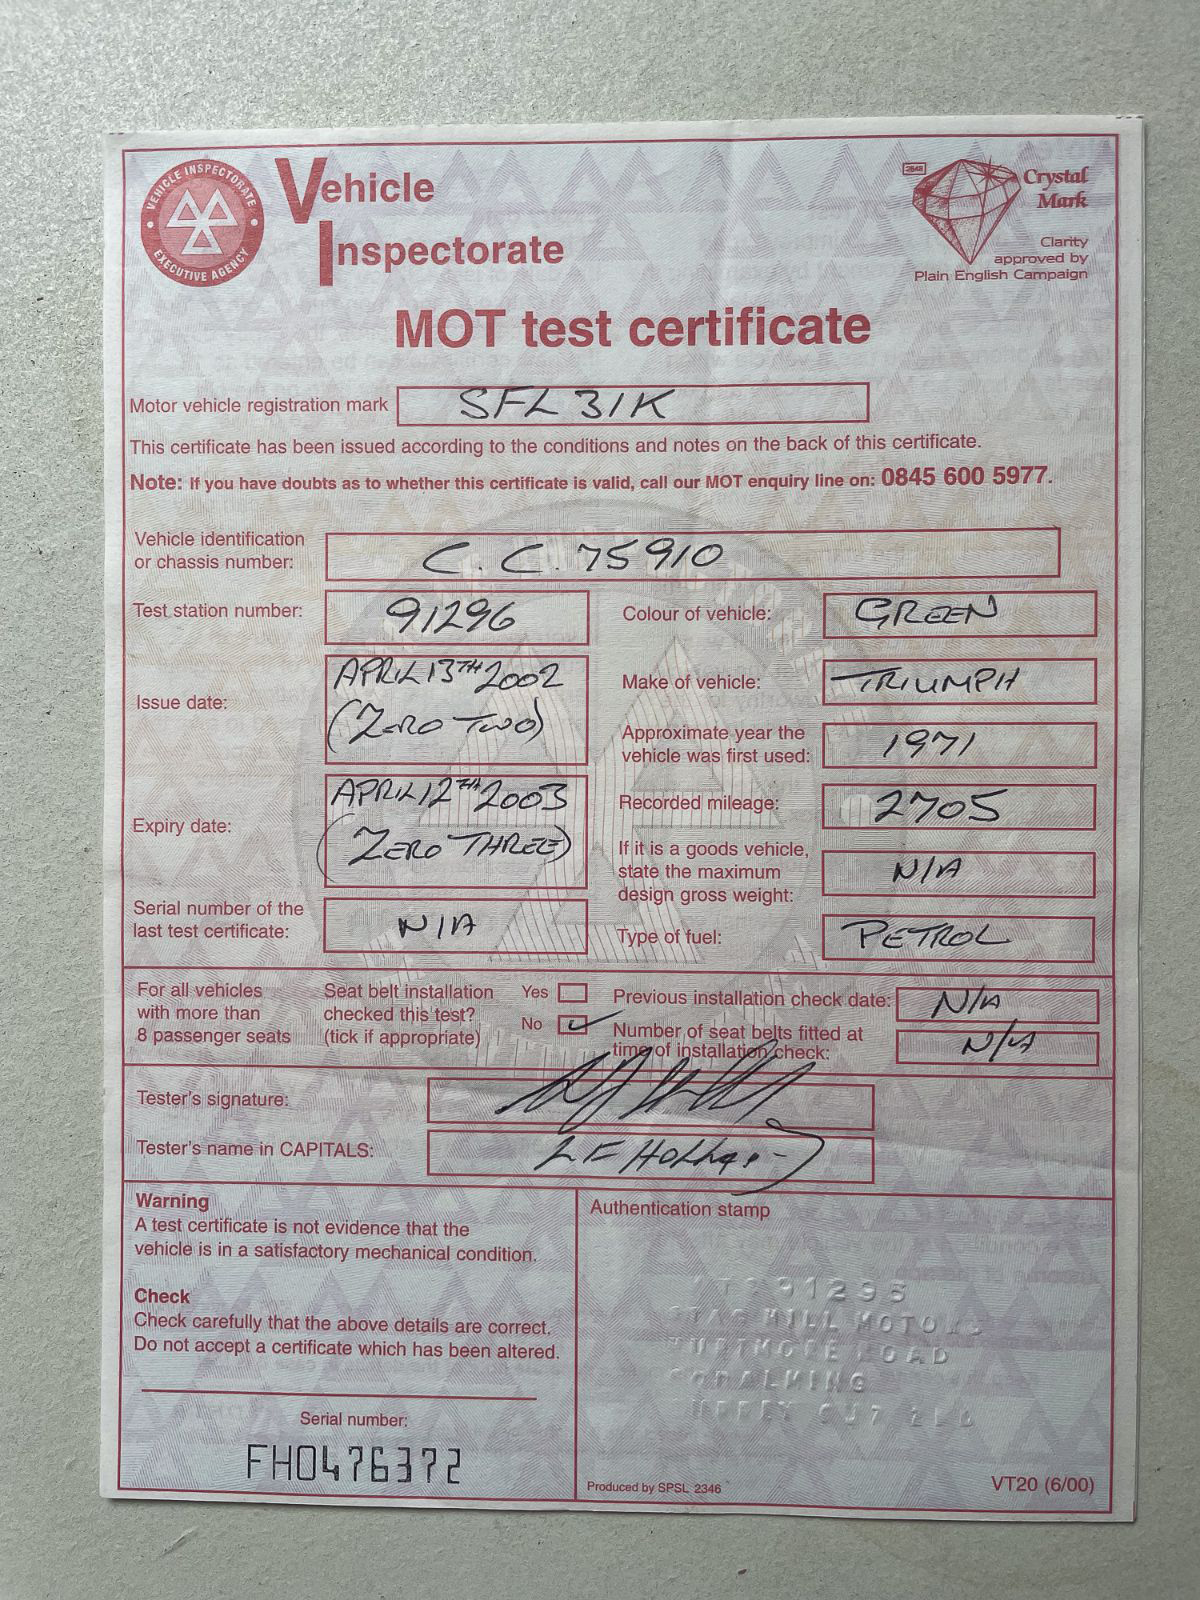 VEHICLE INSPECTORATE
EXECUTIVE AGENCY
Vehicle
Inspectorate
2346
Crystal
Mark
Clarity
approved by
Plain English Campaign
MOT test certificate
Motor vehicle registration mark SFL 31K
This certificate has been issued according to the conditions and notes on the back of this certificate.
Note: If you have doubts as to whether this certificate is valid, call our MOT enquiry line on: 0845 600 5977.
Vehicle identification
or chassis number: C.C. 75910
Test station number: 91296
Colour of vehicle: GREEN
Issue date: APRIL 13TH 2002
(ZERO TWO)
Make of vehicle: TRIUMPH
Approximate year the
vehicle was first used: 1971
Expiry date: APRIL 12TH 2003
(ZERO THREE)
Recorded mileage: 2705
If it is a goods vehicle,
state the maximum
design gross weight: N/A
Serial number of the
last test certificate: N/A
Type of fuel: PETROL
For all vehicles
with more than
8 passenger seats
Seat belt installation
checked this test?
(tick if appropriate)
Yes
No ✓
Previous installation check date: N/A
Number of seat belts fitted at
time of installation check: N/A
Tester's signature:
Tester's name in CAPITALS:
Warning
A test certificate is not evidence that the
vehicle is in a satisfactory mechanical condition.
Check
Check carefully that the above details are correct.
Do not accept a certificate which has been altered.
Serial number:
FH0476372
Authentication stamp
MILL MOTORS
ROAD
Produced by SPSL 2346
VT20 (6/00)